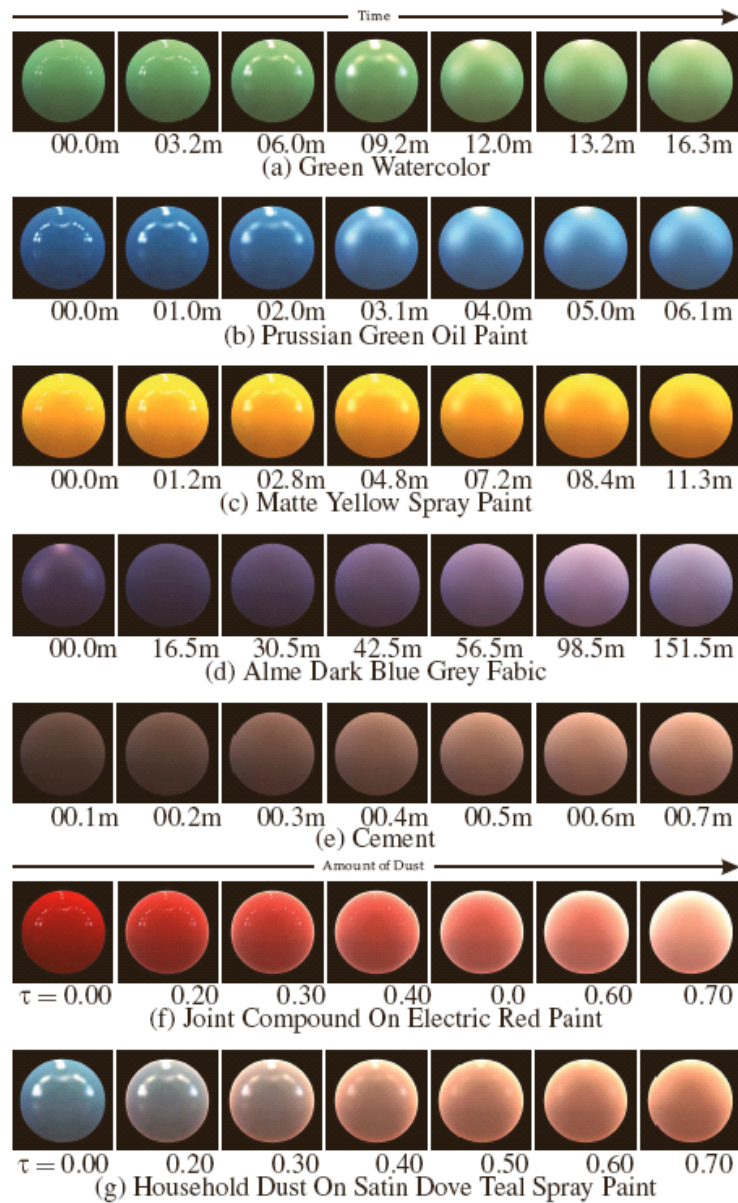 Time
00.0m 03.2m 06.0m 09.2m 12.0m 13.2m 16.3m
(a) Green Watercolor
00.0m 01.0m 02.0m 03.1m 04.0m 05.0m 06.1m
(b) Prussian Green Oil Paint
00.0m 01.2m 02.8m 04.8m 07.2m 08.4m 11.3m
(c) Matte Yellow Spray Paint
00.0m 16.5m 30.5m 42.5m 56.5m 98.5m 151.5m
(d) Alme Dark Blue Grey Fabic
00.1m 00.2m 00.3m 00.4m 00.5m 00.6m 00.7m
(e) Cement
Amount of Dust
τ = 0.00 0.20 0.30 0.40 0.0 0.60 0.70
(f) Joint Compound On Electric Red Paint
τ = 0.00 0.20 0.30 0.40 0.50 0.60 0.70
(g) Household Dust On Satin Dove Teal Spray Paint